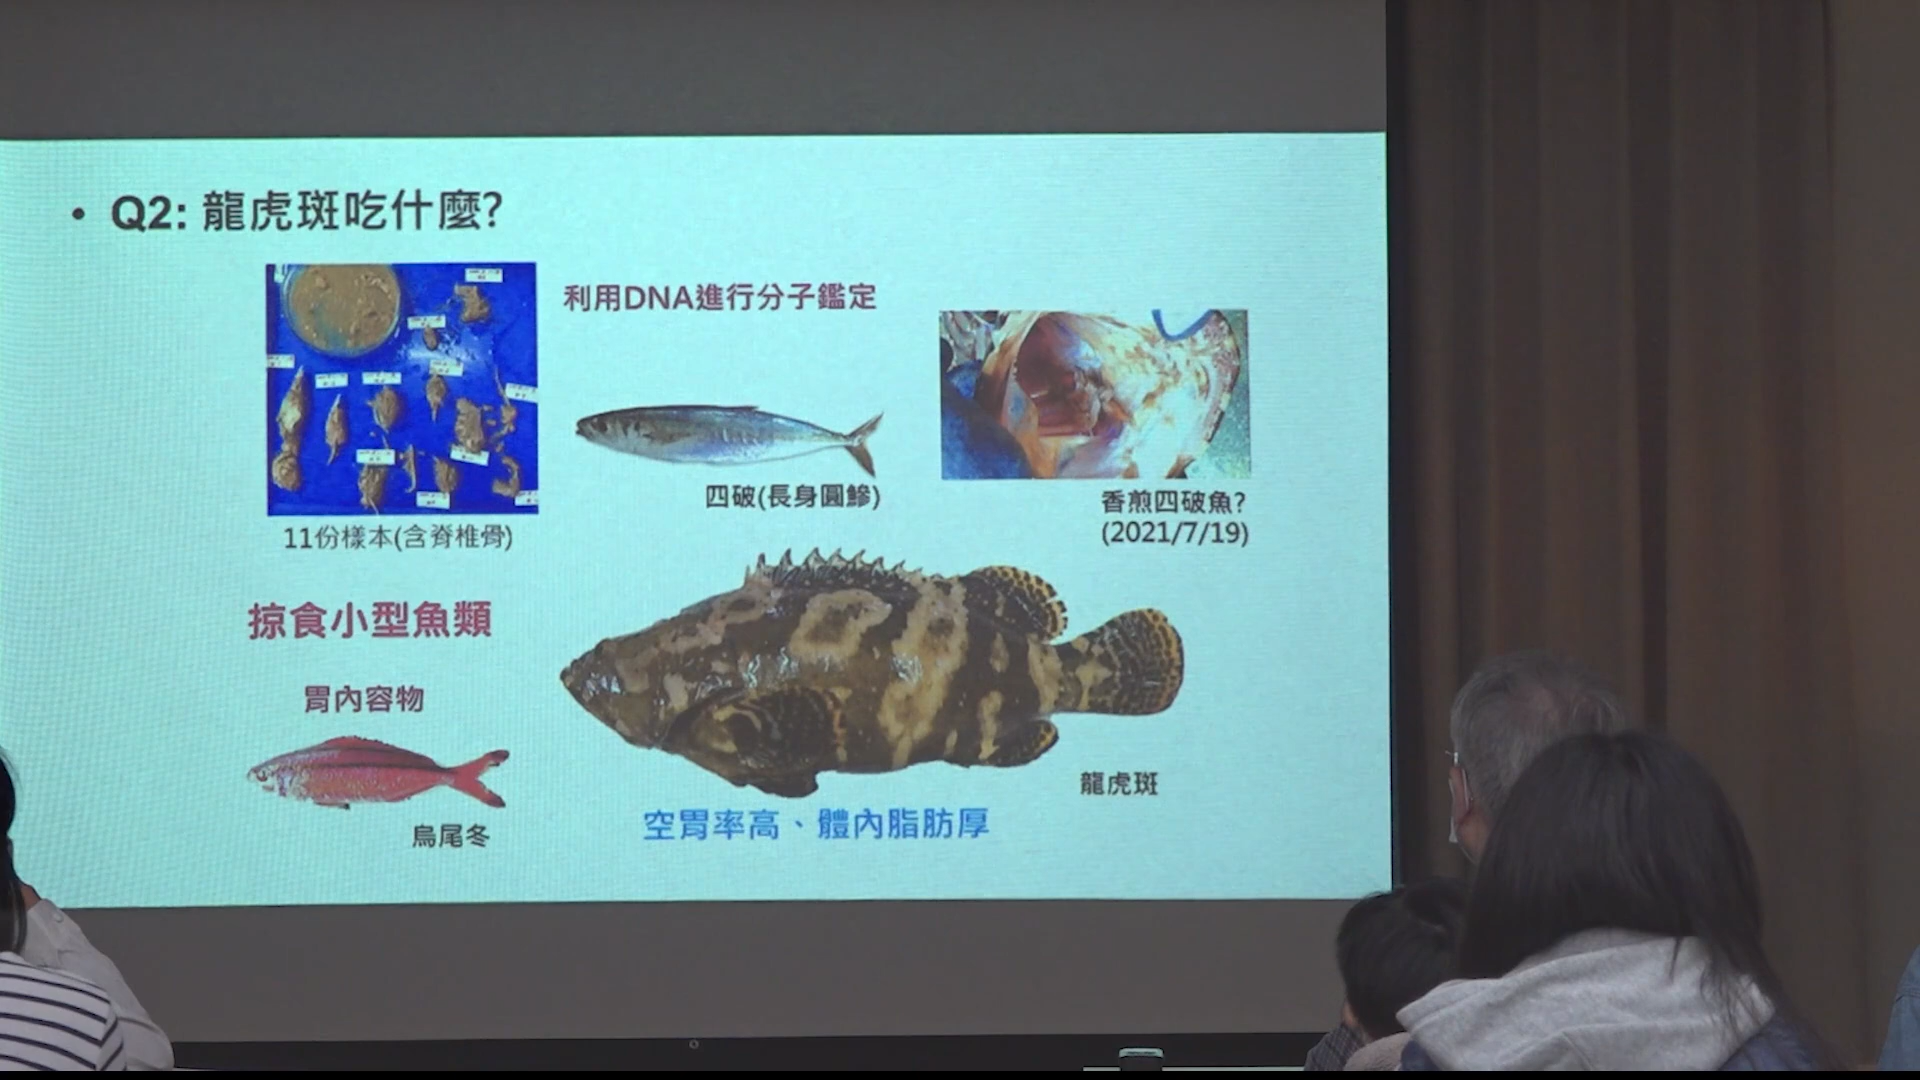 • Q2: 龍虎斑吃什麼?
利用DNA進行分子鑑定
四破(長身圓鰺)
香煎四破魚?
(2021/7/19)
11份樣本(含脊椎骨)
掠食小型魚類
胃內容物
烏尾冬
龍虎斑
空胃率高、體內脂肪厚